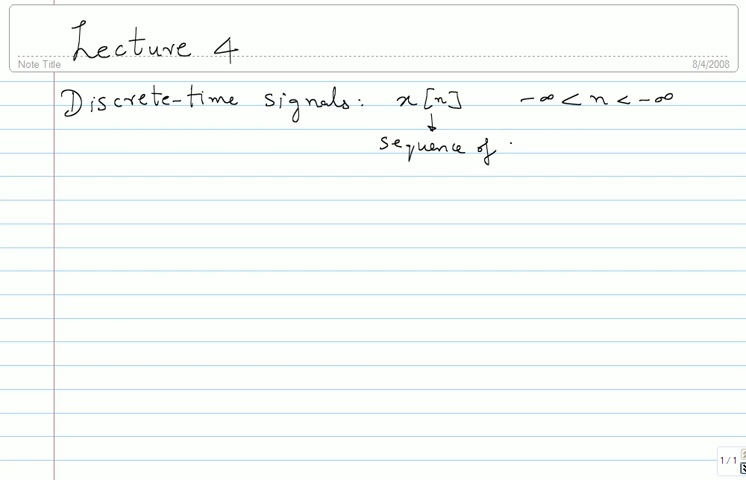 Lecture 4
Note Title
8/4/2008
Discrete-time signals: x[n] -∞ < n < -∞
↓
sequence of
1/1